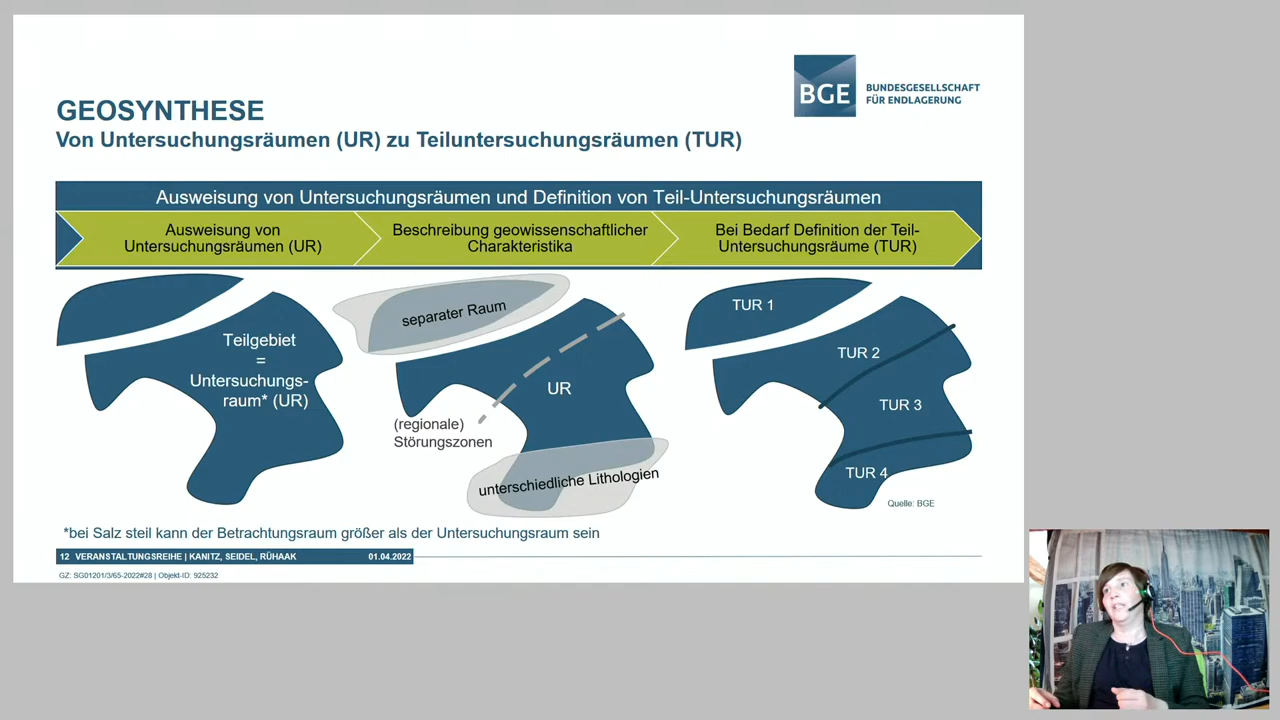 BGE
BUNDESGESELLSCHAFT
FÜR ENDLAGERUNG
GEOSYNTHESE
Von Untersuchungsräumen (UR) zu Teiluntersuchungsräumen (TUR)
Ausweisung von Untersuchungsräumen und Definition von Teil-Untersuchungsräumen
Ausweisung von
Untersuchungsräumen (UR)
Beschreibung geowissenschaftlicher
Charakteristika
Bei Bedarf Definition der Teil-
Untersuchungsräume (TUR)
Teilgebiet
=
Untersuchungs-
raum* (UR)
separater Raum
UR
(regionale)
Störungszonen
unterschiedliche Lithologien
TUR 1
TUR 2
TUR 3
TUR 4
Quelle: BGE
*bei Salz steil kann der Betrachtungsraum größer als der Untersuchungsraum sein
12 VERANSTALTUNGSREIHE | KANITZ, SEIDEL, RÜHAAK 01.04.2022
GZ: SG01201/3/65-2022#28 | Objekt-ID: 925232